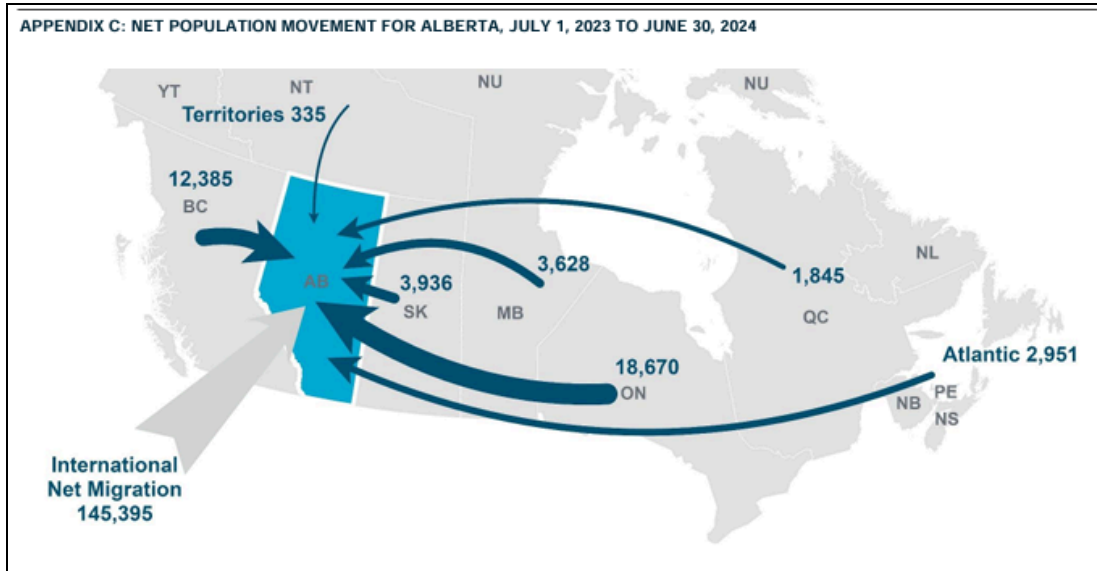 APPENDIX C: NET POPULATION MOVEMENT FOR ALBERTA, JULY 1, 2023 TO JUNE 30, 2024
YT
NT
NU
NU
Territories 335
12,385
BC
AB
3,936
SK
3,628
MB
1,845
QC
NL
18,670
ON
Atlantic 2,951
NB
PE
NS
International
Net Migration
145,395